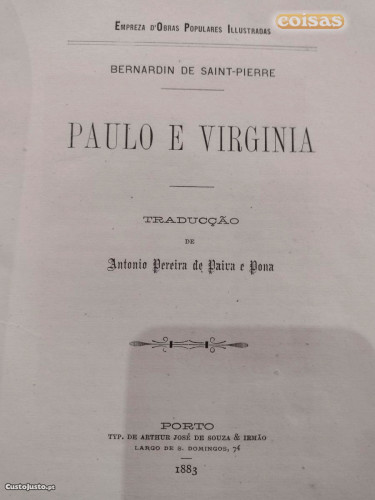 coisas
EMPREZA D'OBRAS POPULARES ILLUSTRADAS
BERNARDIN DE SAINT-PIERRE
PAULO E VIRGINIA
TRADUCÇÃO
DE
Antonio Pereira de Paiva e Pona
PORTO
TYP. DE ARTHUR JOSÉ DE SOUZA & IRMÃO
LARGO DE S. DOMINGOS, 76
1883
CustoJusto.pt